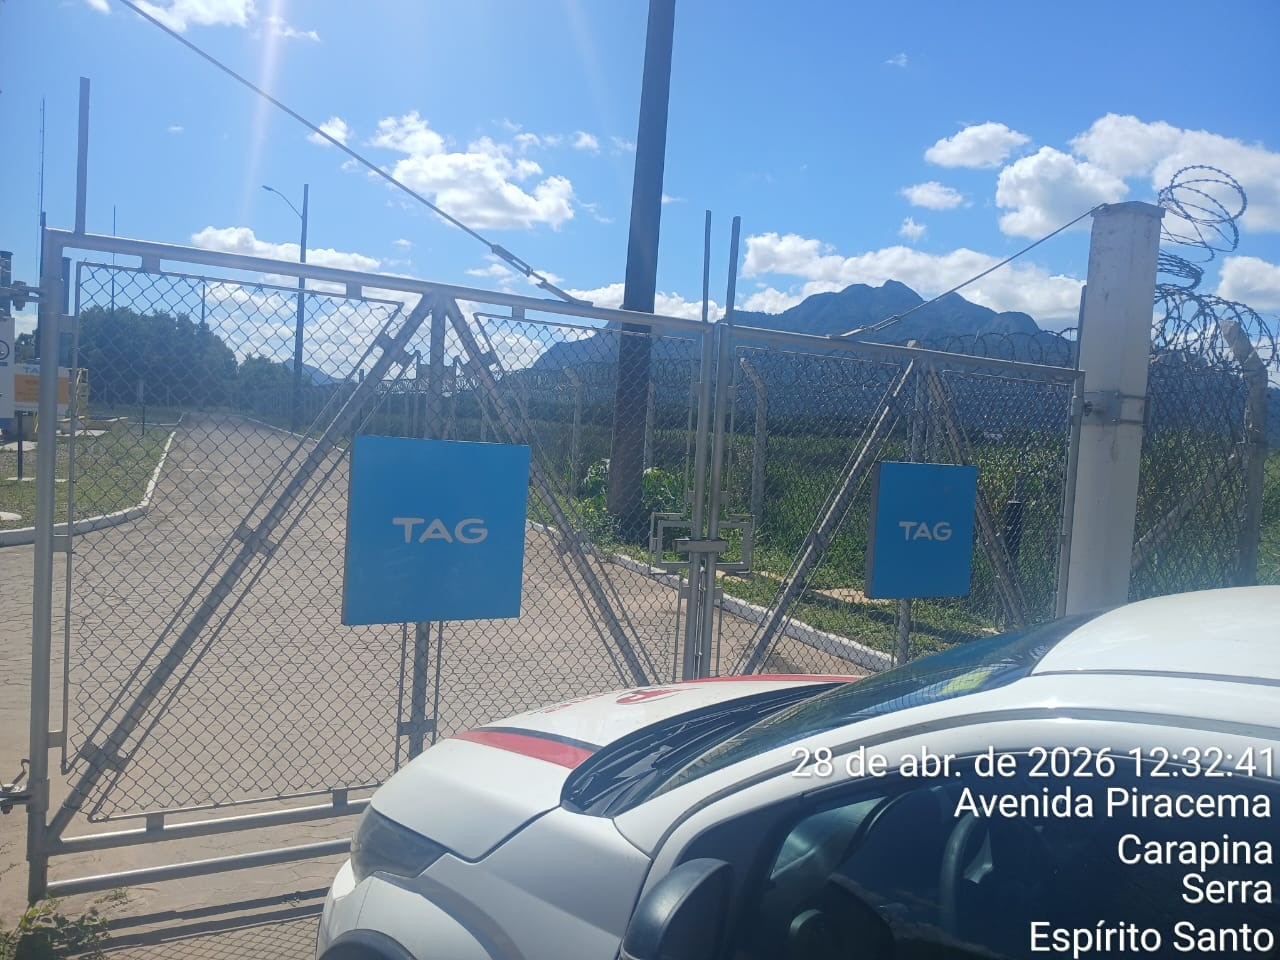 TAG
TAG
28 de abr. de 2026 12:32:41
Avenida Piracema
Carapina
Serra
Espírito Santo